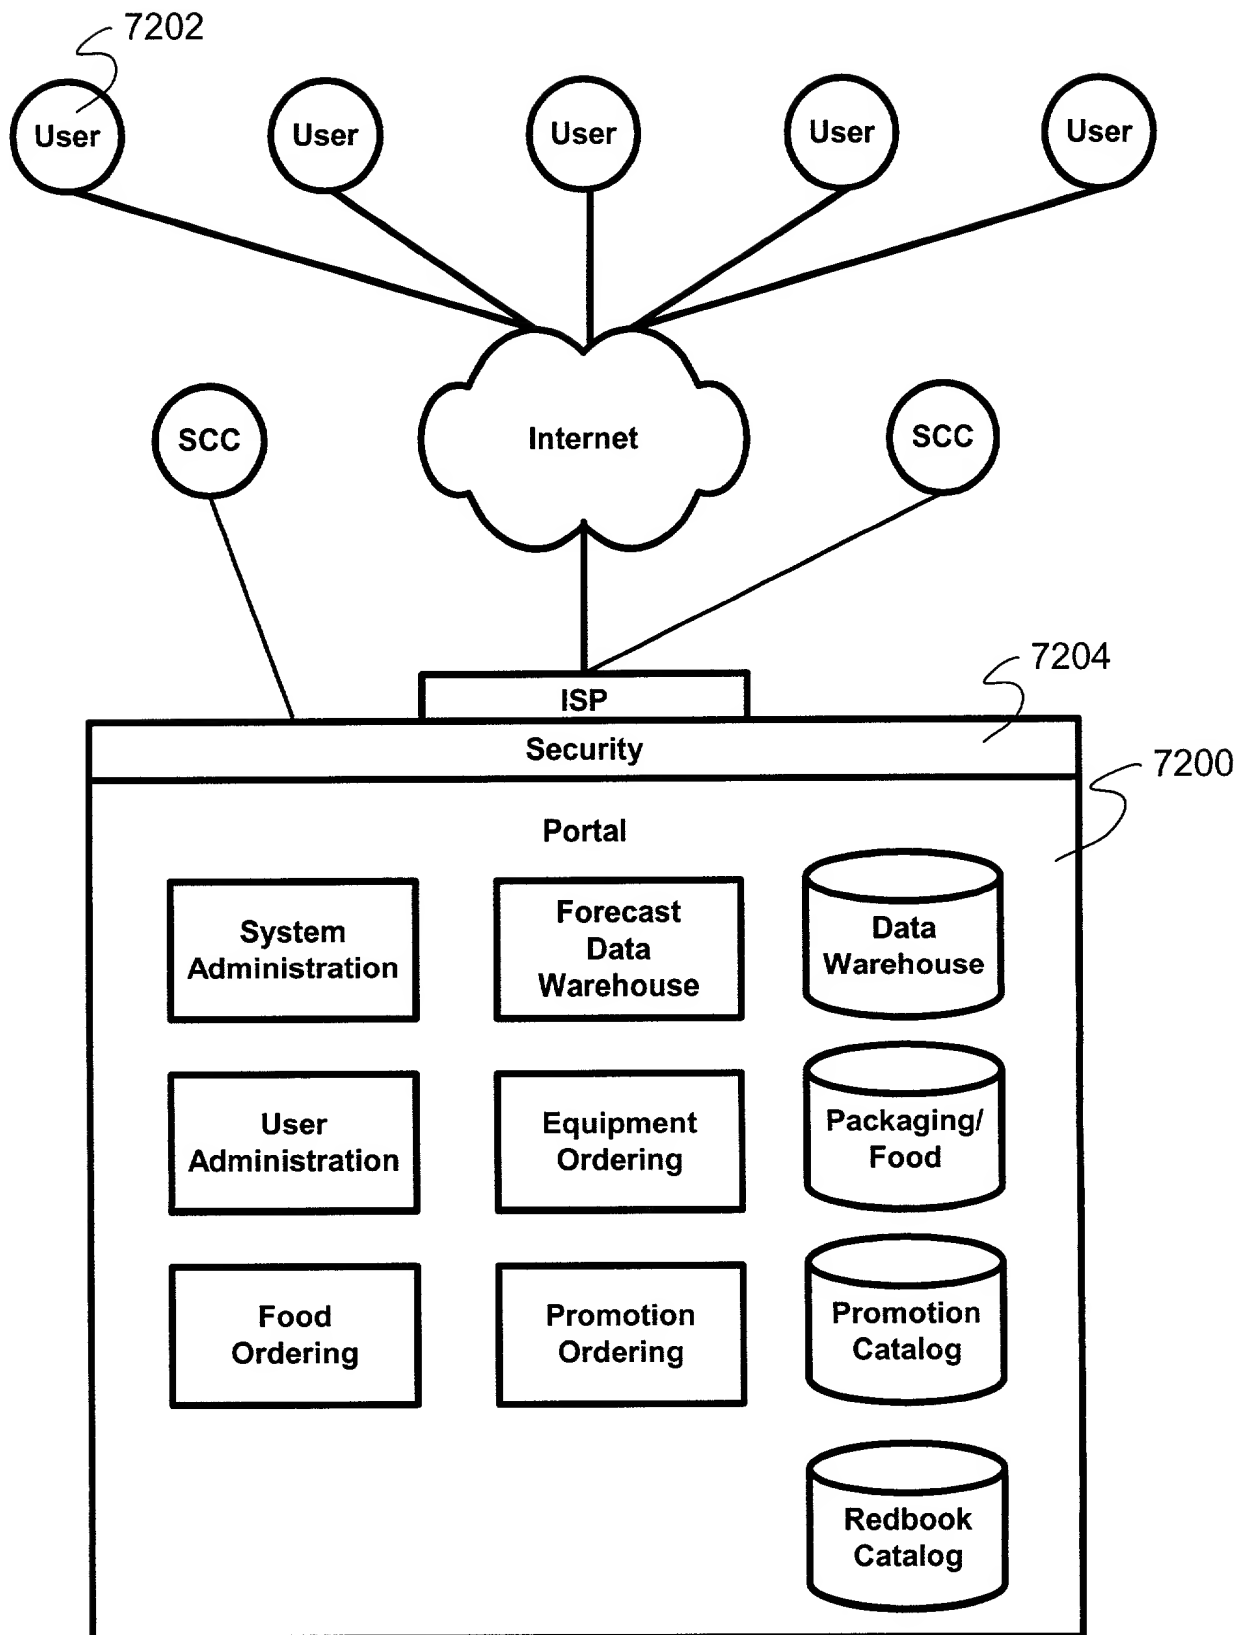 7202
User
User
User
User
User
SCC
Internet
SCC
7204
ISP
Security
7200
Portal
System
Administration
Forecast
Data
Warehouse
Data
Warehouse
User
Administration
Equipment
Ordering
Packaging/
Food
Food
Ordering
Promotion
Ordering
Promotion
Catalog
Redbook
Catalog